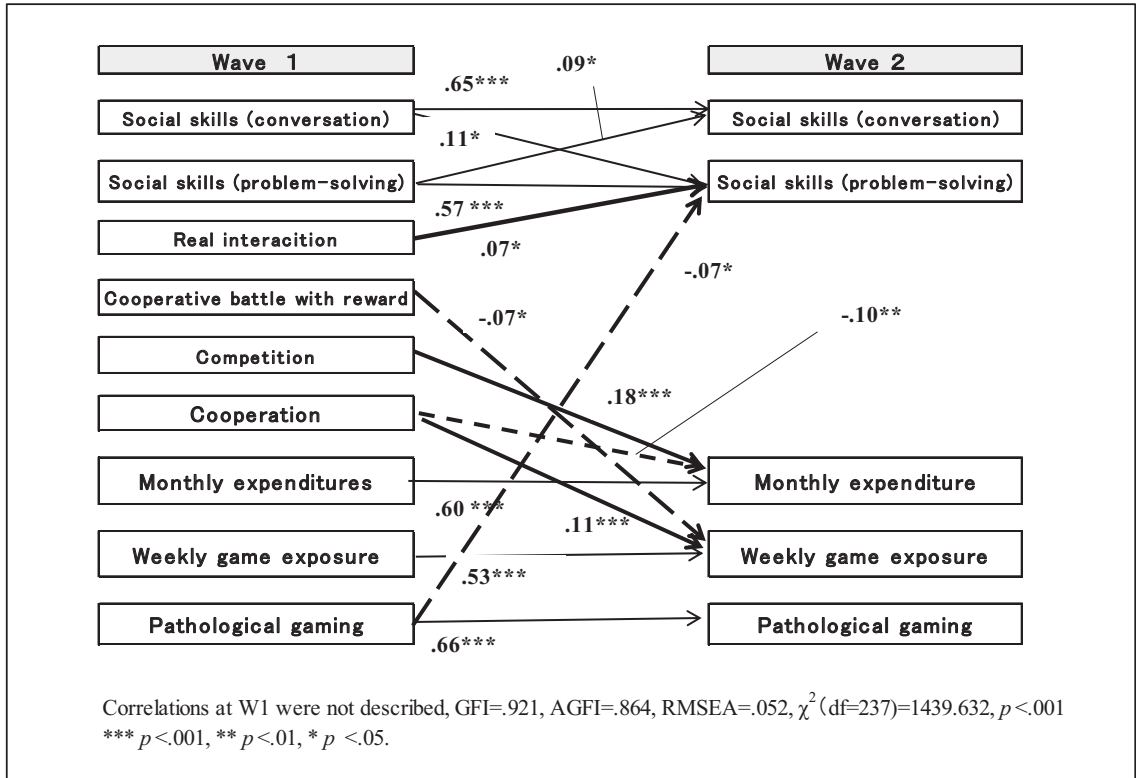 Wave 1
Wave 2
.65***
.09*
Social skills (conversation)
Social skills (conversation)
.11*
Social skills (problem-solving)
Social skills (problem-solving)
.57 ***
Real interacition
.07*
-.07*
Cooperative battle with reward
-.07*
-.10**
Competition
.18***
Cooperation
Monthly expenditures
Monthly expenditure
.60 ***
.11***
Weekly game exposure
Weekly game exposure
.53***
Pathological gaming
Pathological gaming
.66***
Correlations at W1 were not described, GFI=.921, AGFI=.864, RMSEA=.052, χ²(df=237)=1439.632, p<.001
*** p<.001, ** p<.01, * p <.05.